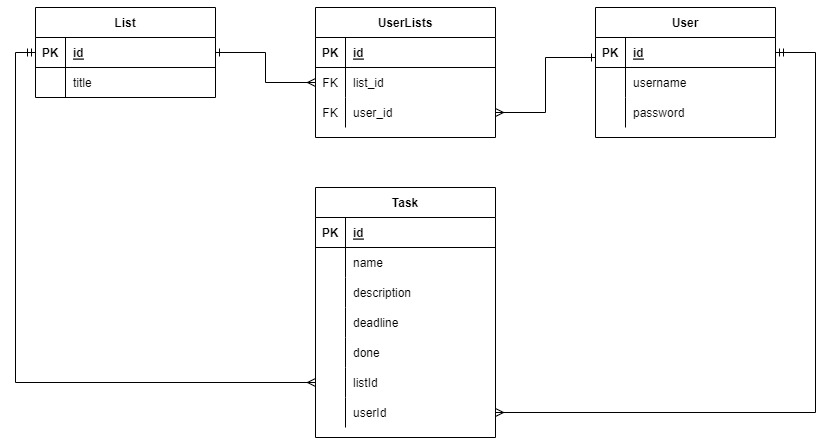 List
PK id
title
UserLists
PK id
FK list_id
FK user_id
User
PK id
username
password
Task
PK id
name
description
deadline
done
listId
userId